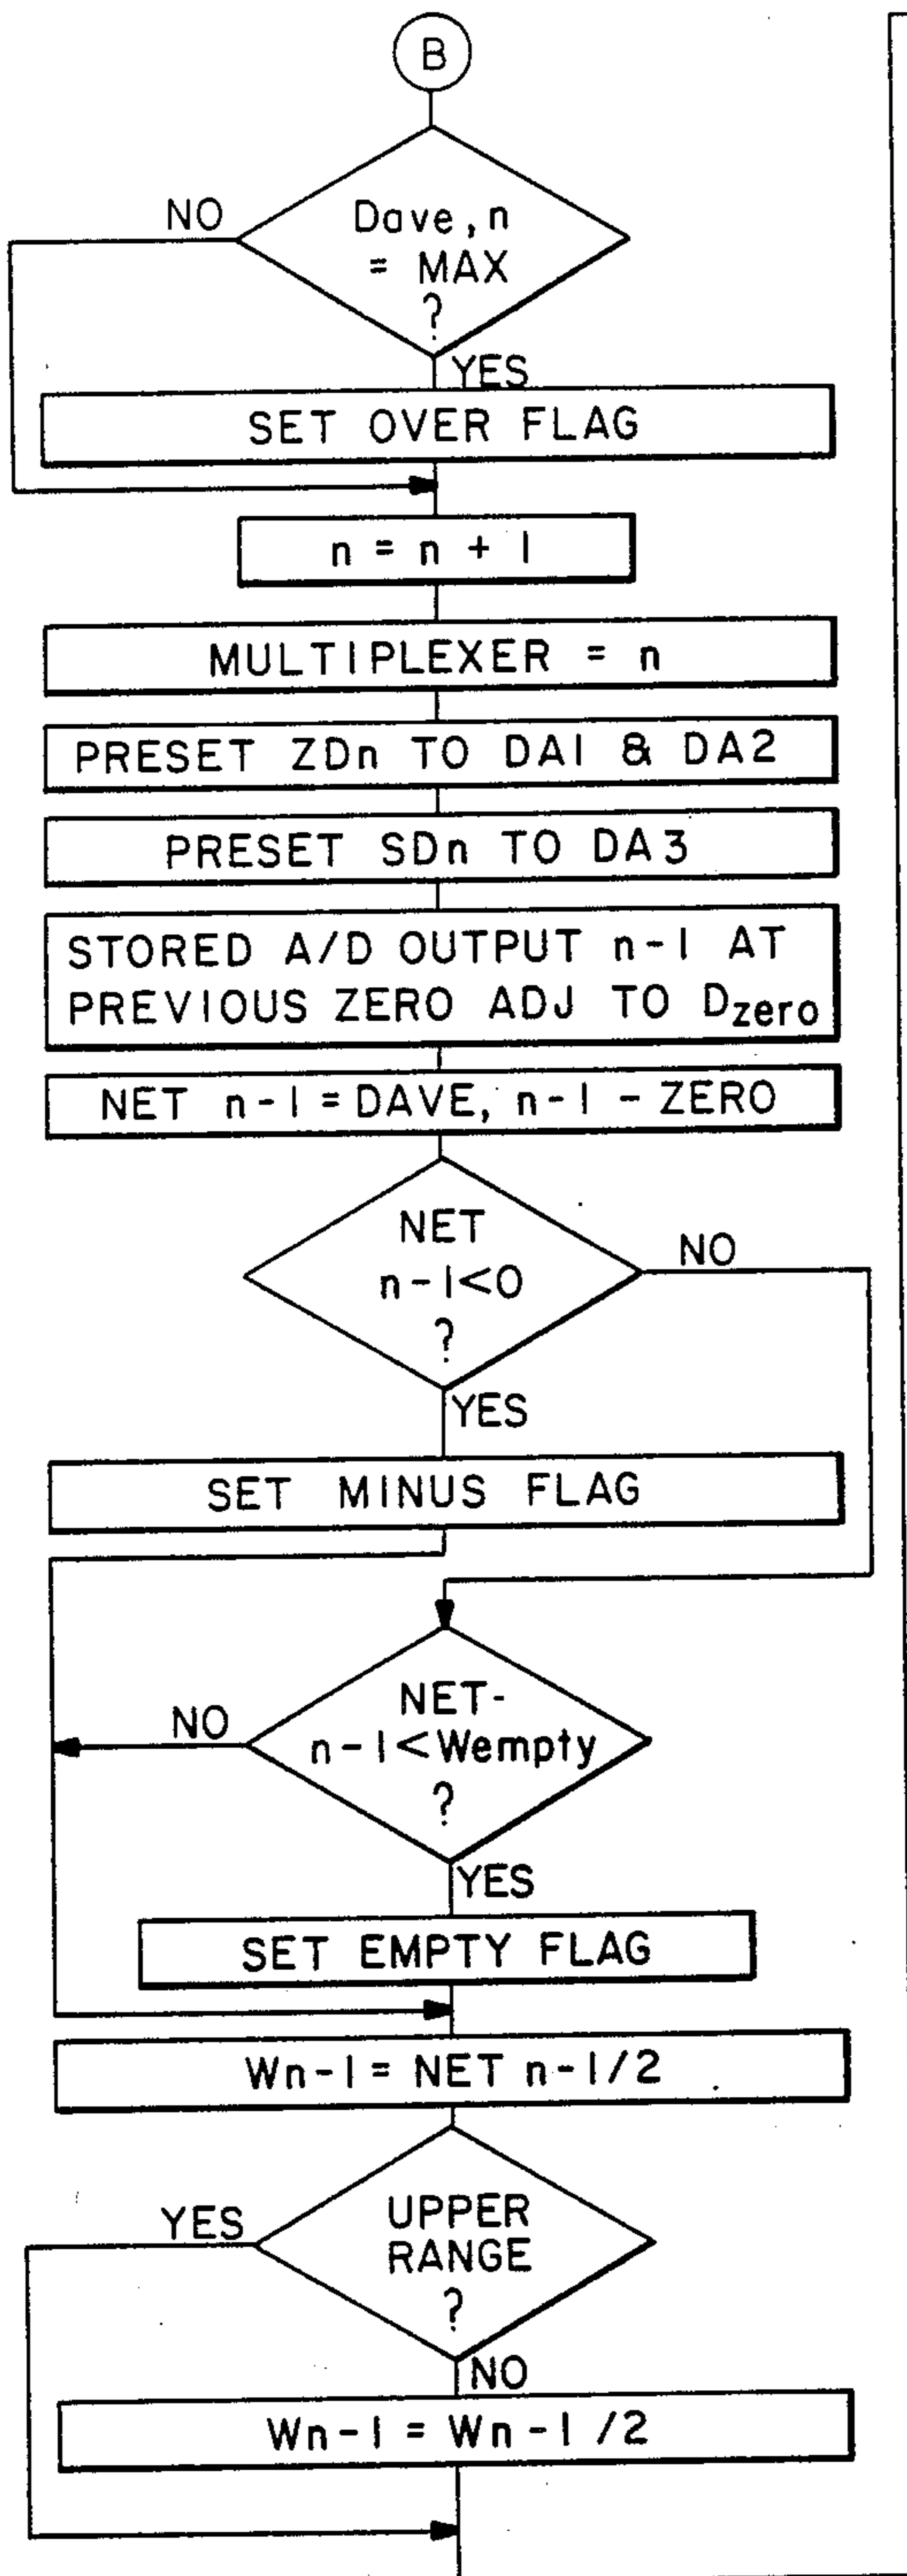 B
Dave, n
= MAX
?
NO
YES
SET OVER FLAG
n = n + 1
MULTIPLEXER = n
PRESET ZDn TO DA1 & DA2
PRESET SDn TO DA3
STORED A/D OUTPUT n-1 AT
PREVIOUS ZERO ADJ TO Dzero
NET n-1 = DAVE, n-1 - ZERO
NET
n-1<0
?
NO
YES
SET MINUS FLAG
NET-
n-1<Wempty
?
NO
YES
SET EMPTY FLAG
Wn-1 = NET n-1/2
UPPER
RANGE
?
YES
NO
Wn-1 = Wn-1 /2